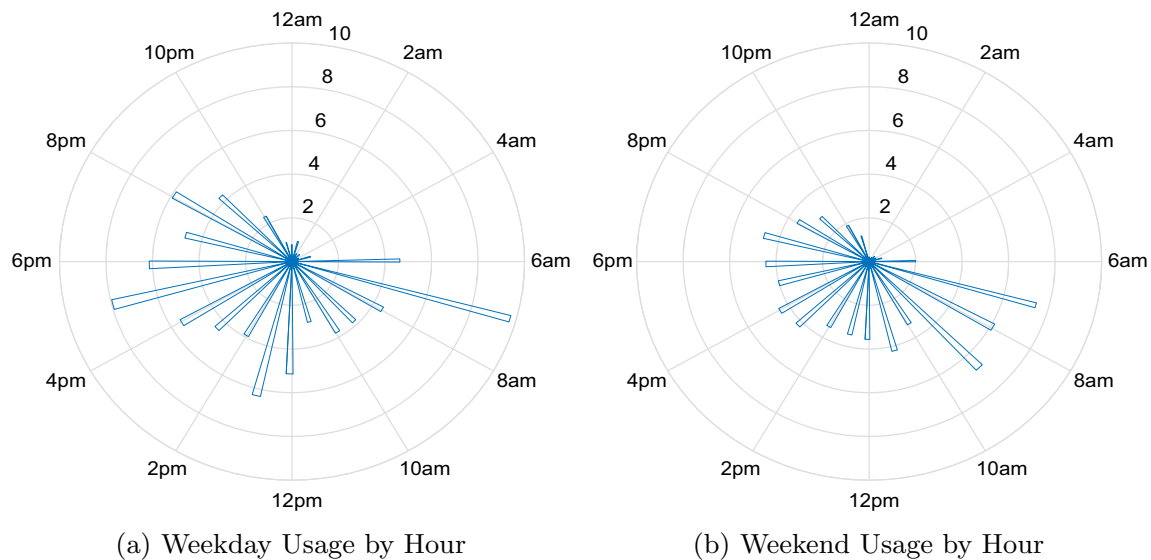 12am
10
2am
4am
6am
8am
10am
12pm
2pm
4pm
6pm
8pm
10pm
8
6
4
2
(a) Weekday Usage by Hour
12am
10
2am
4am
6am
8am
10am
12pm
2pm
4pm
6pm
8pm
10pm
8
6
4
2
(b) Weekend Usage by Hour